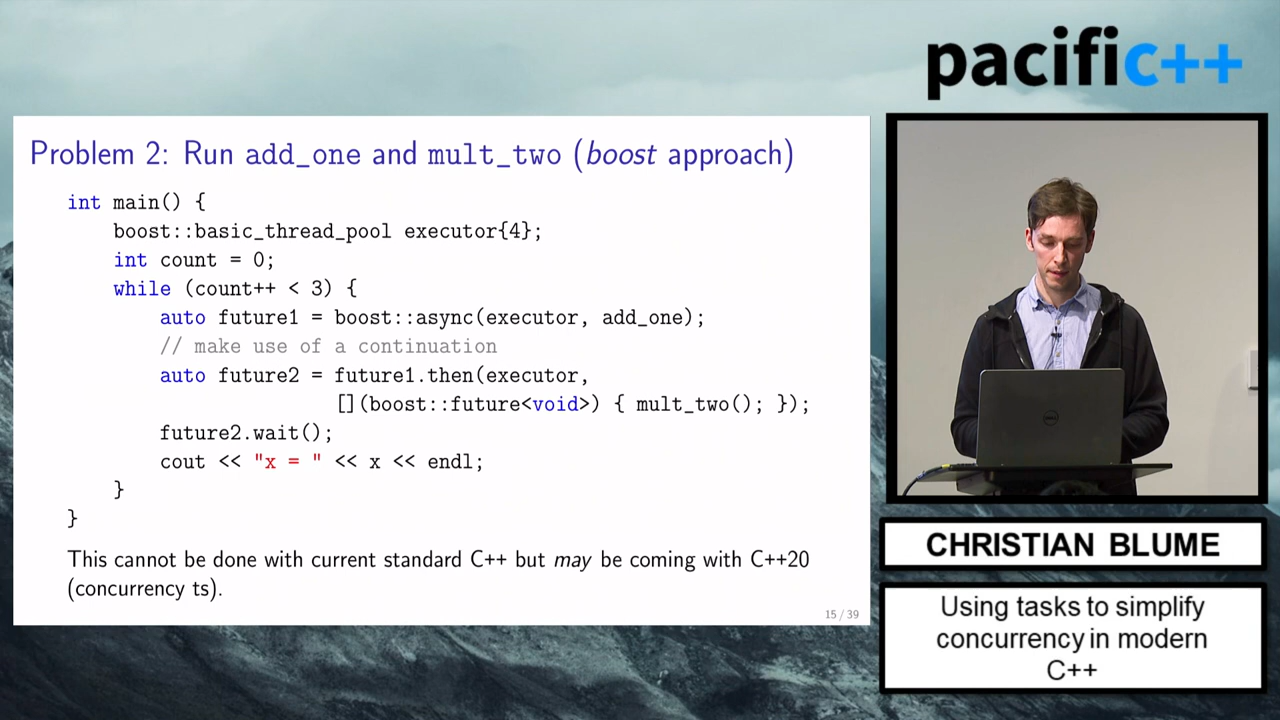 pacific++
Problem 2: Run add_one and mult_two (boost approach)
int main() {
boost::basic_thread_pool executor{4};
int count = 0;
while (count++ < 3) {
auto future1 = boost::async(executor, add_one);
// make use of a continuation
auto future2 = future1.then(executor,
[](boost::future<void>) { mult_two(); });
future2.wait();
cout << "x = " << x << endl;
}
}
This cannot be done with current standard C++ but may be coming with C++20
(concurrency ts).
15 / 39
DELL
CHRISTIAN BLUME
Using tasks to simplify
concurrency in modern
C++